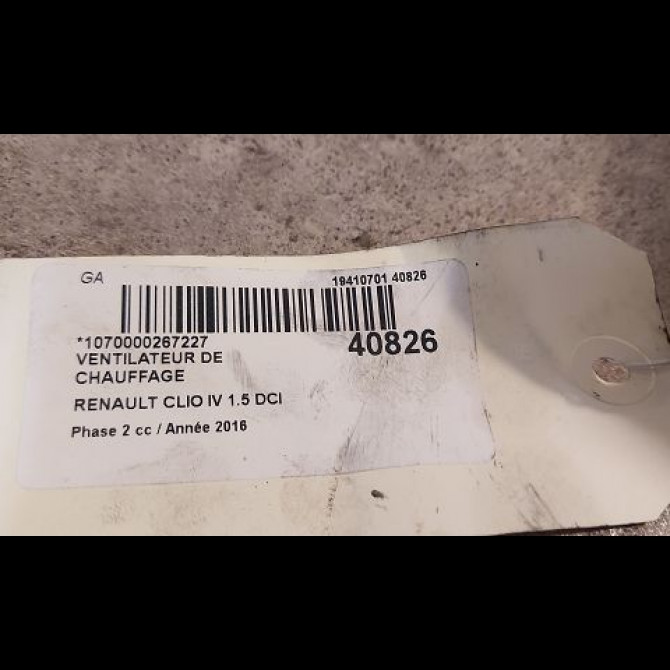 GA
19410701 40826
*1070000267227
40826
VENTILATEUR DE
CHAUFFAGE
RENAULT CLIO IV 1.5 DCI
Phase 2 cc / Année 2016